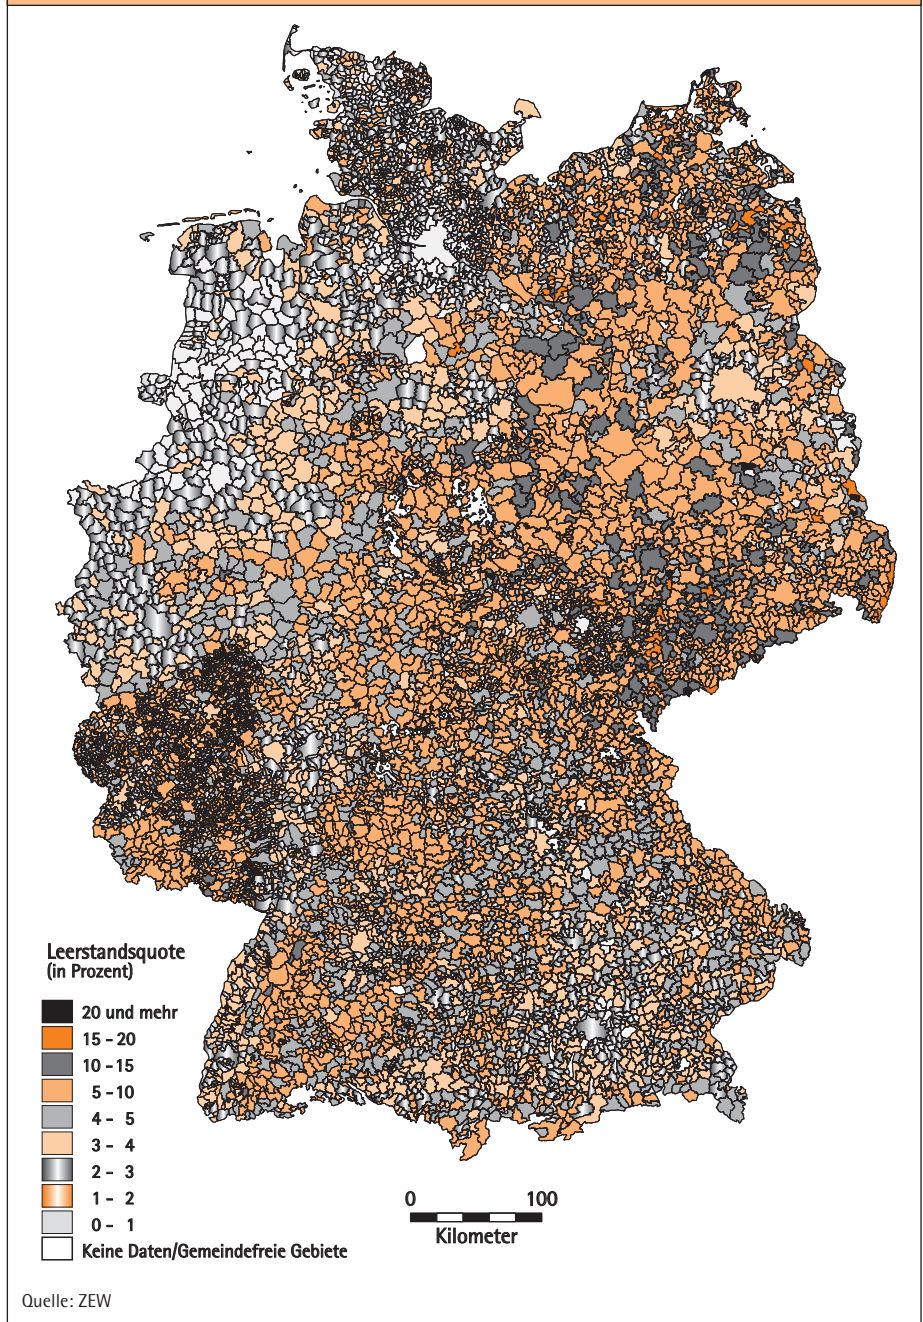 Leerstandsquote
(in Prozent)
20 und mehr
15 – 20
10 – 15
5 – 10
4 – 5
3 – 4
2 – 3
1 – 2
0 – 1
Keine Daten/Gemeindefreie Gebiete
0 100
Kilometer
Quelle: ZEW